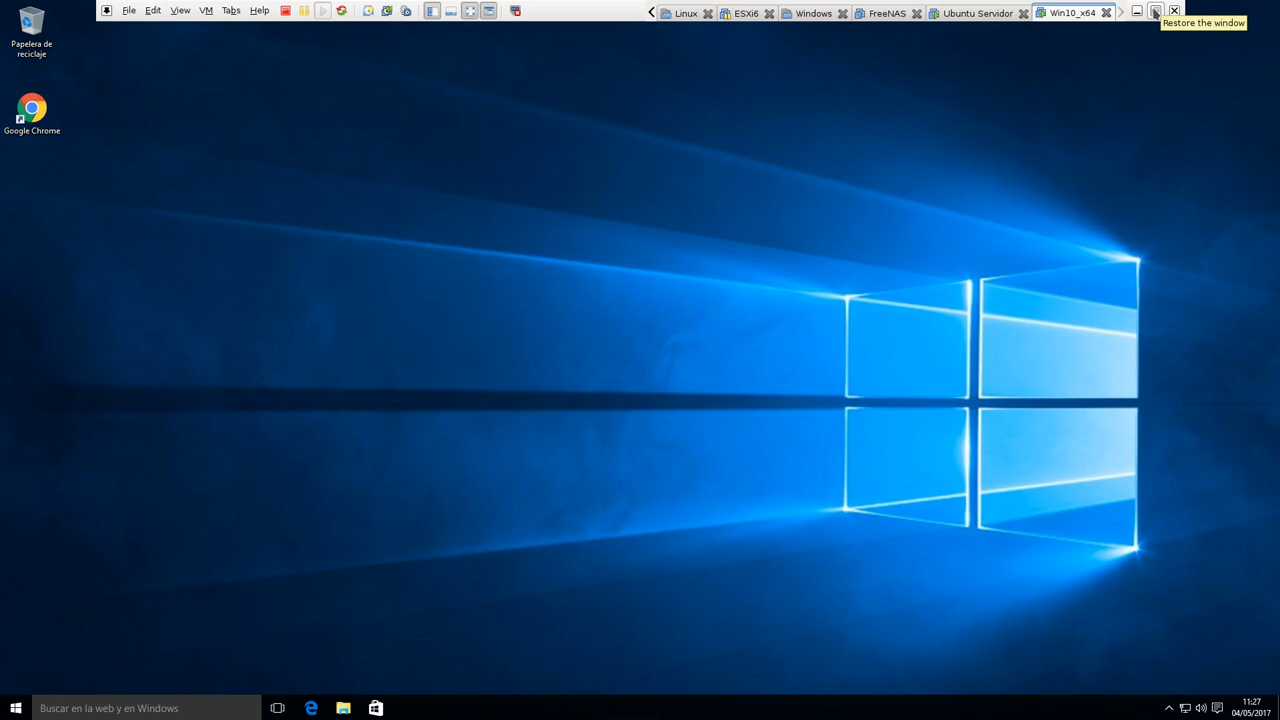 File Edit View VM Tabs Help
Linux ESXi6 Windows FreeNAS Ubuntu Servidor Win10_x64
Restore the window
Papelera de
reciclaje
Google Chrome
Buscar en la web y en Windows
11:27
04/05/2017